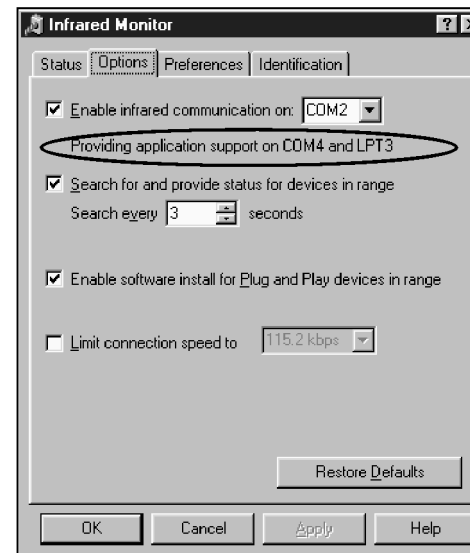 Infrared Monitor
Status Options Preferences Identification
Enable infrared communication on: COM2
Providing application support on COM4 and LPT3
Search for and provide status for devices in range
Search every 3 seconds
Enable software install for Plug and Play devices in range
Limit connection speed to 115.2 kbps
Restore Defaults
OK Cancel Apply Help